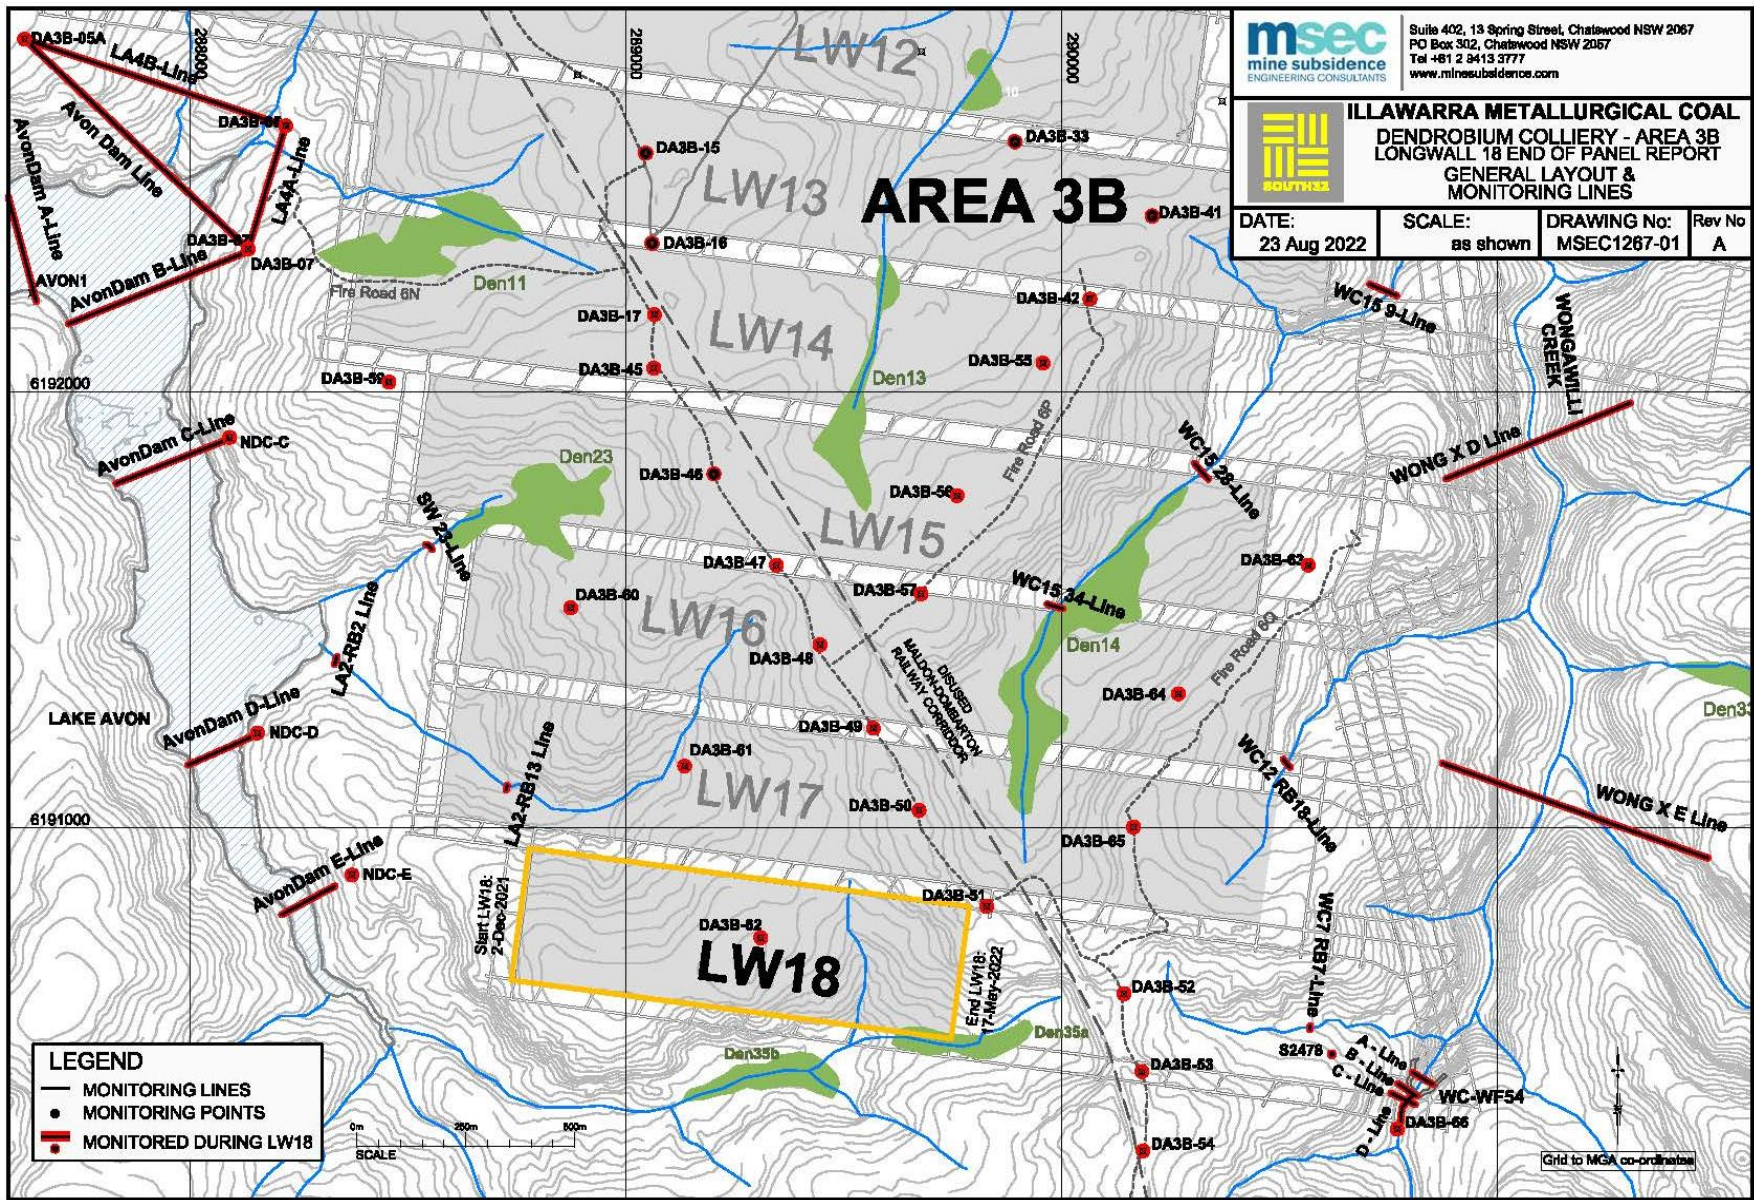 msec
mine subsidence
ENGINEERING CONSULTANTS
Suite 402, 13 Spring Street, Chatswood NSW 2067
PO Box 302, Chatswood NSW 2057
Tel +61 2 9413 3777
www.minesubsidence.com
SOUTH32
ILLAWARRA METALLURGICAL COAL
DENDROBIUM COLLIERY - AREA 3B
LONGWALL 18 END OF PANEL REPORT
GENERAL LAYOUT &
MONITORING LINES
DATE:
23 Aug 2022
SCALE:
as shown
DRAWING No:
MSEC1267-01
Rev No
A
288000
289000
290000
6192000
6191000
AREA 3B
LW12
LW13
LW14
LW15
LW16
LW17
LW18
DA3B-05A
LA4B-Line
Avon Dam Line
AvonDam A-Line
LA4A-Line
DA3B-07
AVON1
AvonDam B-Line
Fire Road 6N
Den11
10
DA3B-15
DA3B-33
DA3B-16
DA3B-41
DA3B-17
DA3B-42
DA3B-45
DA3B-55
DA3B-59
Den13
Fire Road 6P
WC15 9-Line
WONGAWILLI
CREEK
WONG X D Line
AvonDam C-Line
NDC-C
Den23
SW 23-Line
DA3B-46
DA3B-56
WC15 28-Line
DA3B-47
DA3B-57
WC15 34-Line
DA3B-63
DA3B-60
DA3B-48
Den14
Fire Road 6Q
LA2-RB2 Line
DISUSED
MALDON-DOMBARTON
RAILWAY CORRIDOR
DA3B-64
Den33
LAKE AVON
AvonDam D-Line
NDC-D
DA3B-49
DA3B-61
LA2-RB13 Line
DA3B-50
WC12 RB18-Line
WONG X E Line
DA3B-65
AvonDam E-Line
NDC-E
Start LW18:
2-Dec-2021
DA3B-51
DA3B-62
End LW18:
17-May-2022
WC7 RB7-Line
DA3B-52
Den35a
Den35b
DA3B-53
S2478
A - Line
B - Line
C - Line
D - Line
WC-WF54
DA3B-66
DA3B-54
LEGEND
MONITORING LINES
MONITORING POINTS
MONITORED DURING LW18
0m
250m
500m
SCALE
Grid to MGA co-ordinates